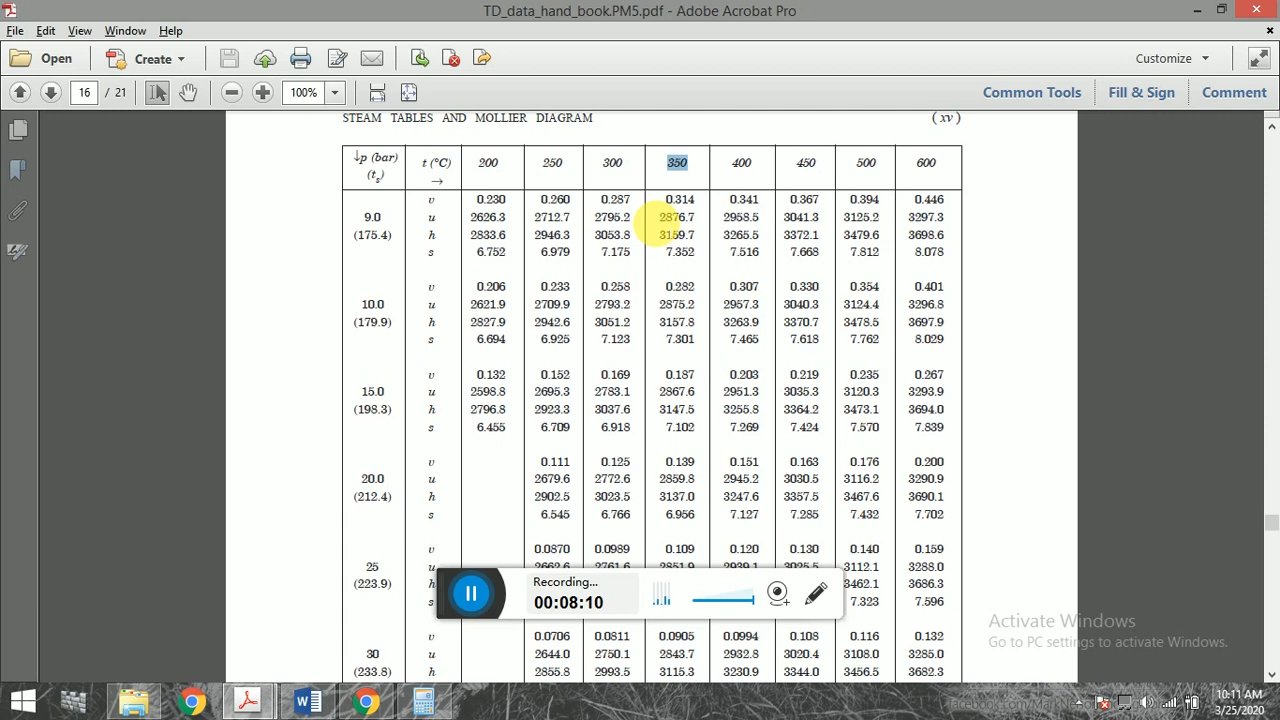 TD_data_hand_book.PM5.pdf - Adobe Acrobat Pro
File Edit View Window Help
Open Create Customize
16 / 21 100% Common Tools Fill & Sign Comment
STEAM TABLES AND MOLLIER DIAGRAM (xv)
↓p (bar) t (°C) 200 250 300 350 400 450 500 600
(ts) →
v 0.230 0.260 0.287 0.314 0.341 0.367 0.394 0.446
9.0 u 2626.3 2712.7 2795.2 2876.7 2958.5 3041.3 3125.2 3297.3
(175.4) h 2833.6 2946.3 3053.8 3159.7 3265.5 3372.1 3479.6 3698.6
s 6.752 6.979 7.175 7.352 7.516 7.668 7.812 8.078
v 0.206 0.233 0.258 0.282 0.307 0.330 0.354 0.401
10.0 u 2621.9 2709.9 2793.2 2875.2 2957.3 3040.3 3124.4 3296.8
(179.9) h 2827.9 2942.6 3051.2 3157.8 3263.9 3370.7 3478.5 3697.9
s 6.694 6.925 7.123 7.301 7.465 7.618 7.762 8.029
v 0.132 0.152 0.169 0.187 0.203 0.219 0.235 0.267
15.0 u 2598.8 2695.3 2783.1 2867.6 2951.3 3035.3 3120.3 3293.9
(198.3) h 2796.8 2923.3 3037.6 3147.5 3255.8 3364.2 3473.1 3694.0
s 6.455 6.709 6.918 7.102 7.269 7.424 7.570 7.839
v 0.111 0.125 0.139 0.151 0.163 0.176 0.200
20.0 u 2679.6 2772.6 2859.8 2945.2 3030.5 3116.2 3290.9
(212.4) h 2902.5 3023.5 3137.0 3247.6 3357.5 3467.6 3690.1
s 6.545 6.766 6.956 7.127 7.285 7.432 7.702
v 0.0870 0.0989 0.109 0.120 0.130 0.140 0.159
25 u 2662.6 2761.6 2851.9 2939.1 3025.5 3112.1 3288.0
(223.9) h 3462.1 3686.3
s 7.323 7.596
Recording...
00:08:10
v 0.0706 0.0811 0.0905 0.0994 0.108 0.116 0.132
30 u 2644.0 2750.1 2843.7 2932.8 3020.4 3108.0 3285.0
(233.8) h 2855.8 2993.5 3115.3 3230.9 3344.0 3456.5 3682.3
Activate Windows
Go to PC settings to activate Windows.
10:11 AM
3/25/2020